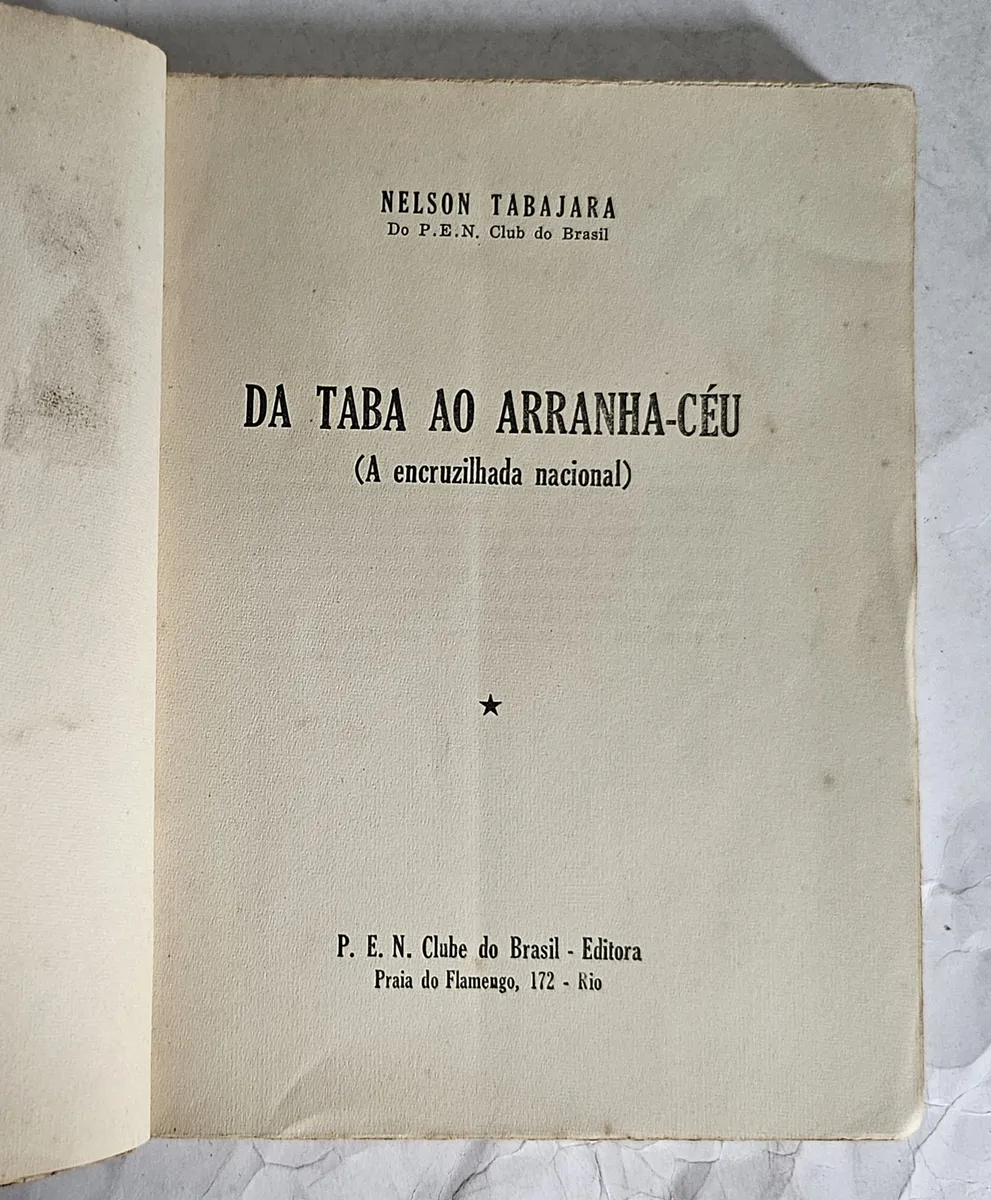 NELSON TABAJARA
Do P.E.N. Club do Brasil
DA TABA AO ARRANHA-CÉU
(A encruzilhada nacional)
P. E. N. Clube do Brasil - Editora
Praia do Flamengo, 172 - Rio